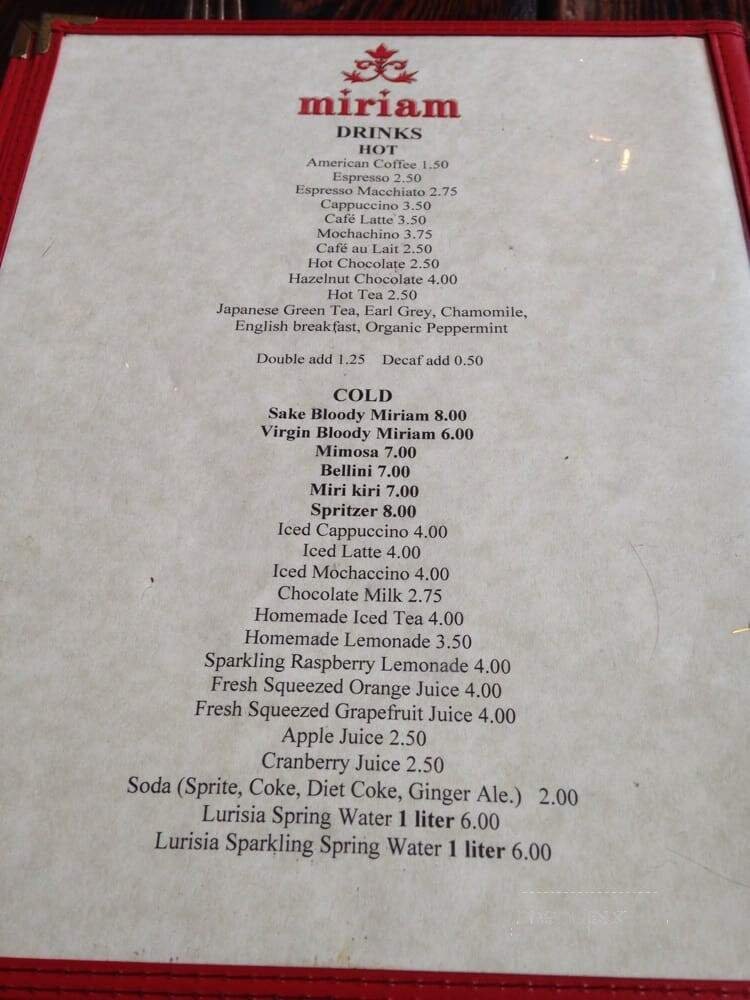 miriam
DRINKS
HOT
American Coffee 1.50
Espresso 2.50
Espresso Macchiato 2.75
Cappuccino 3.50
Café Latte 3.50
Mochachino 3.75
Café au Lait 2.50
Hot Chocolate 2.50
Hazelnut Chocolate 4.00
Hot Tea 2.50
Japanese Green Tea, Earl Grey, Chamomile,
English breakfast, Organic Peppermint
Double add 1.25 Decaf add 0.50
COLD
Sake Bloody Miriam 8.00
Virgin Bloody Miriam 6.00
Mimosa 7.00
Bellini 7.00
Miri kiri 7.00
Spritzer 8.00
Iced Cappuccino 4.00
Iced Latte 4.00
Iced Mochaccino 4.00
Chocolate Milk 2.75
Homemade Iced Tea 4.00
Homemade Lemonade 3.50
Sparkling Raspberry Lemonade 4.00
Fresh Squeezed Orange Juice 4.00
Fresh Squeezed Grapefruit Juice 4.00
Apple Juice 2.50
Cranberry Juice 2.50
Soda (Sprite, Coke, Diet Coke, Ginger Ale.) 2.00
Lurisia Spring Water 1 liter 6.00
Lurisia Sparkling Spring Water 1 liter 6.00